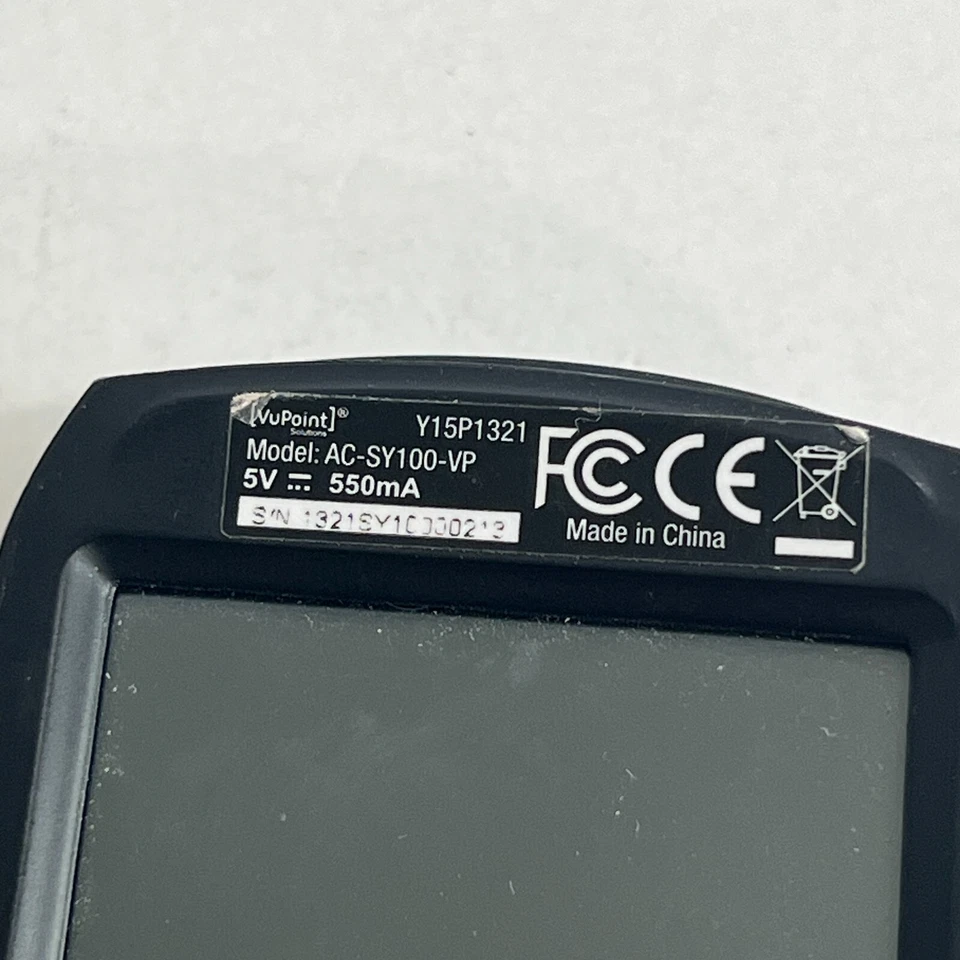 [VuPoint]®
Solutions
Y15P1321
Model: AC-SY100-VP
5V ⎓ 550mA
S/N
FC CE
Made in China